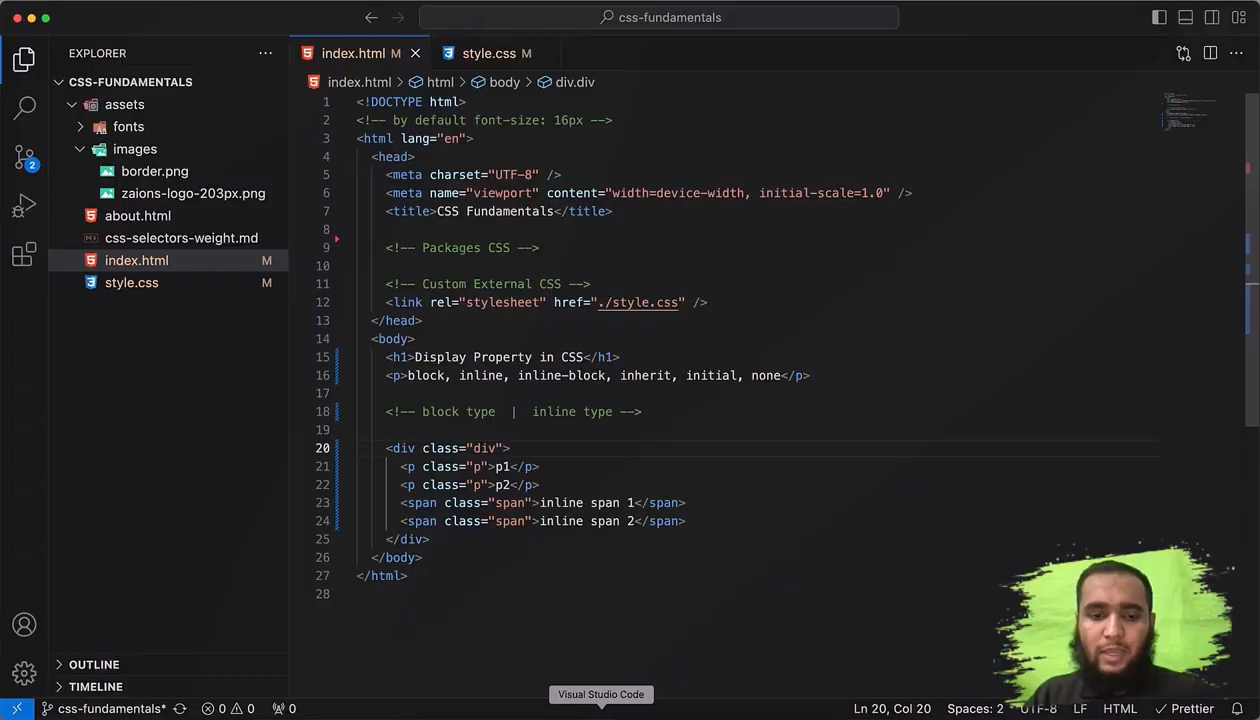 css-fundamentals
EXPLORER
index.html M
style.css M
index.html > html > body > div.div
CSS-FUNDAMENTALS
assets
fonts
images
border.png
zaions-logo-203px.png
about.html
css-selectors-weight.md
index.html M
style.css M
2
1 <!DOCTYPE html>
2 <!-- by default font-size: 16px -->
3 <html lang="en">
4 <head>
5 <meta charset="UTF-8" />
6 <meta name="viewport" content="width=device-width, initial-scale=1.0" />
7 <title>CSS Fundamentals</title>
8
9 <!-- Packages CSS -->
10
11 <!-- Custom External CSS -->
12 <link rel="stylesheet" href="./style.css" />
13 </head>
14 <body>
15 <h1>Display Property in CSS</h1>
16 <p>block, inline, inline-block, inherit, initial, none</p>
17
18 <!-- block type | inline type -->
19
20 <div class="div">
21 <p class="p">p1</p>
22 <p class="p">p2</p>
23 <span class="span">inline span 1</span>
24 <span class="span">inline span 2</span>
25 </div>
26 </body>
27 </html>
28
OUTLINE
TIMELINE
Visual Studio Code
css-fundamentals* 0 0 0 Ln 20, Col 20 Spaces: 2 UTF-8 LF HTML Prettier